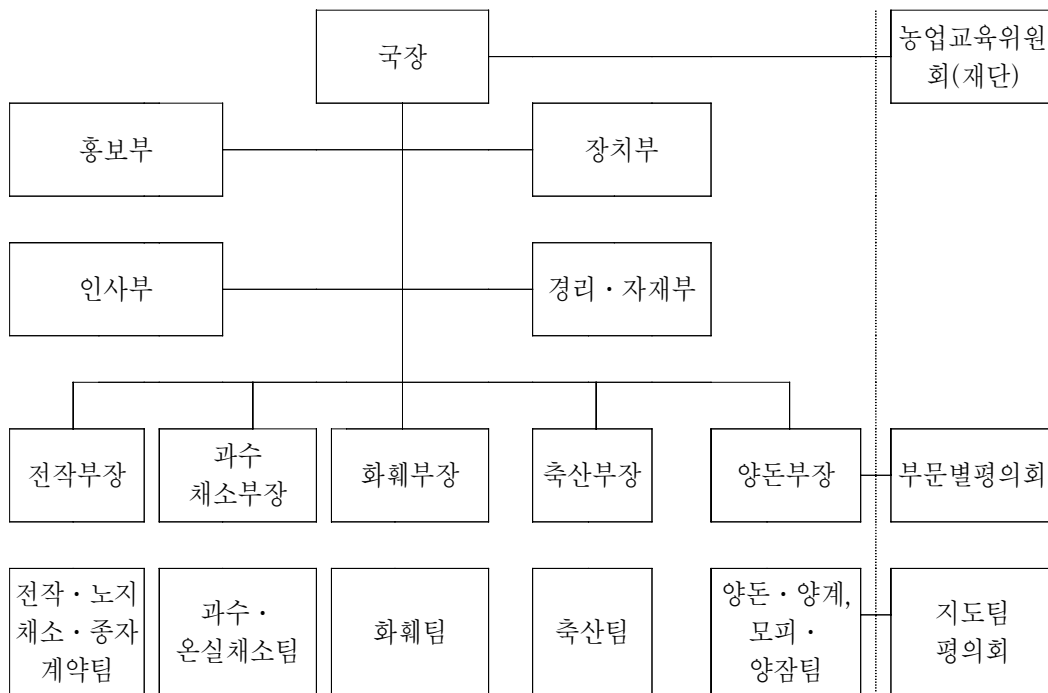 국장
농업교육위원
회(재단)
홍보부
장치부
인사부
경리・자재부
전작부장
과수
채소부장
화훼부장
축산부장
양돈부장
부문별평의회
전작・노지
채소・종자
계약팀
과수・
온실채소팀
화훼팀
축산팀
양돈・양계,
모피・
양잠팀
지도팀
평의회